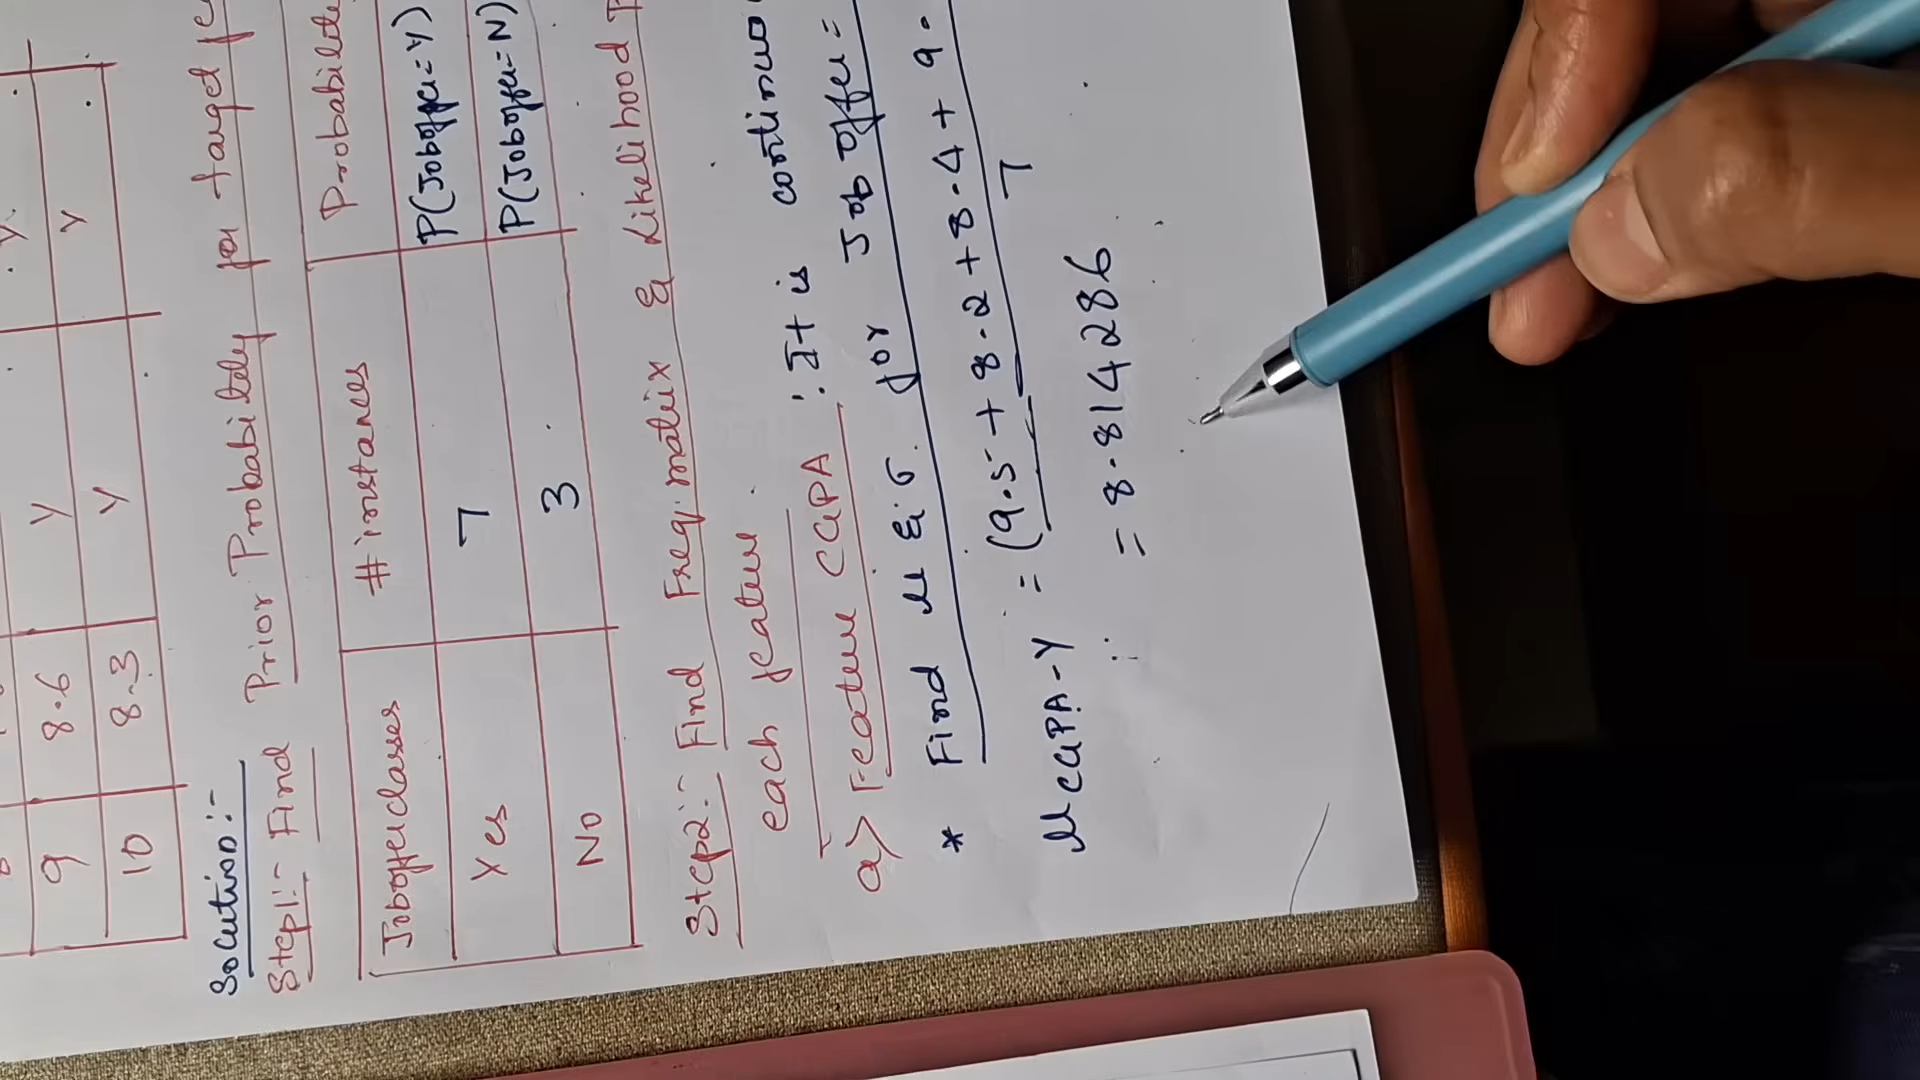 9 8.6 Y Y
10 8.3 Y Y
Solution:-
Step1:- Find Prior Probability for target
Joboffer classes #instances
Yes 7 P(Joboffer=Y)
No 3 P(Joboffer=N)
Step2:- Find Freq. matrix & Likelihood
each feature.
a> Feature CGPA : It is
* Find μ & σ for Job offer =
μCGPA-Y = (9.5 + 8.2 + 8.4 + 9.
7
= 8.814286